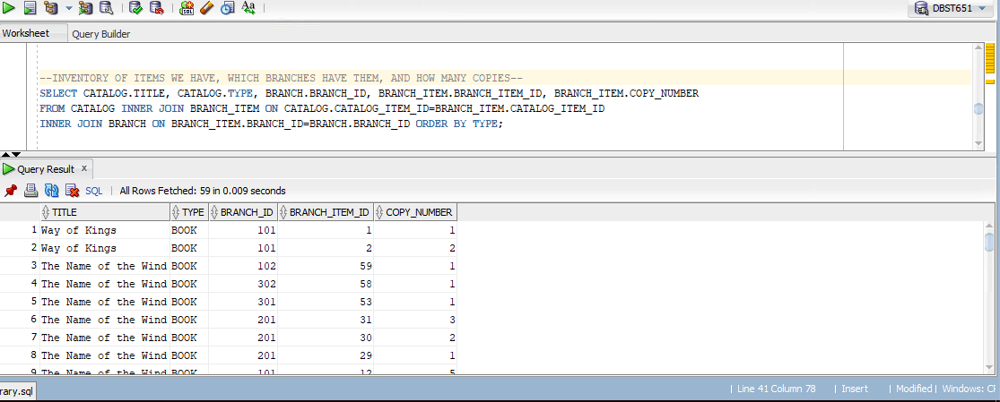 DBST651
Worksheet Query Builder
--INVENTORY OF ITEMS WE HAVE, WHICH BRANCHES HAVE THEM, AND HOW MANY COPIES--
SELECT CATALOG.TITLE, CATALOG.TYPE, BRANCH.BRANCH_ID, BRANCH_ITEM.BRANCH_ITEM_ID, BRANCH_ITEM.COPY_NUMBER
FROM CATALOG INNER JOIN BRANCH_ITEM ON CATALOG.CATALOG_ITEM_ID=BRANCH_ITEM.CATALOG_ITEM_ID
INNER JOIN BRANCH ON BRANCH_ITEM.BRANCH_ID=BRANCH.BRANCH_ID ORDER BY TYPE;
Query Result x
SQL | All Rows Fetched: 59 in 0.009 seconds
TITLE TYPE BRANCH_ID BRANCH_ITEM_ID COPY_NUMBER
1 Way of Kings BOOK 101 1 1
2 Way of Kings BOOK 101 2 2
3 The Name of the Wind BOOK 102 59 1
4 The Name of the Wind BOOK 302 58 1
5 The Name of the Wind BOOK 301 53 1
6 The Name of the Wind BOOK 201 31 3
7 The Name of the Wind BOOK 201 30 2
8 The Name of the Wind BOOK 201 29 1
9 The Name of the Wind BOOK 101 12 5
rary.sql | Line 41 Column 78 | Insert | Modified | Windows: CF